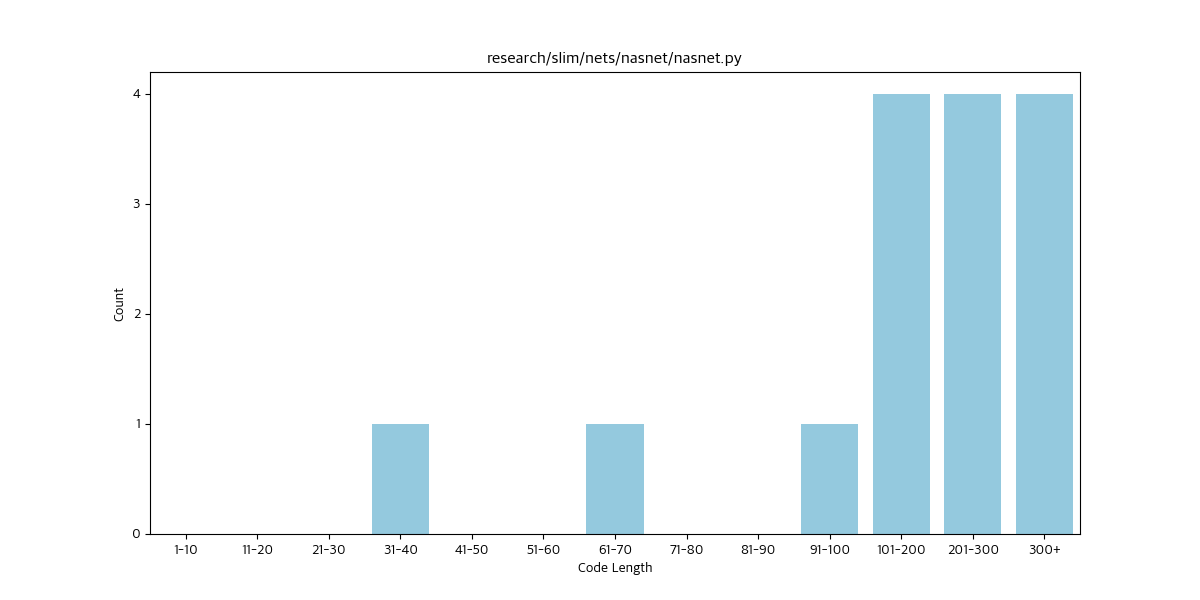 research/slim/nets/nasnet/nasnet.py
4
3
2
1
0
Count
1-10 11-20 21-30 31-40 41-50 51-60 61-70 71-80 81-90 91-100 101-200 201-300 300+
Code Length